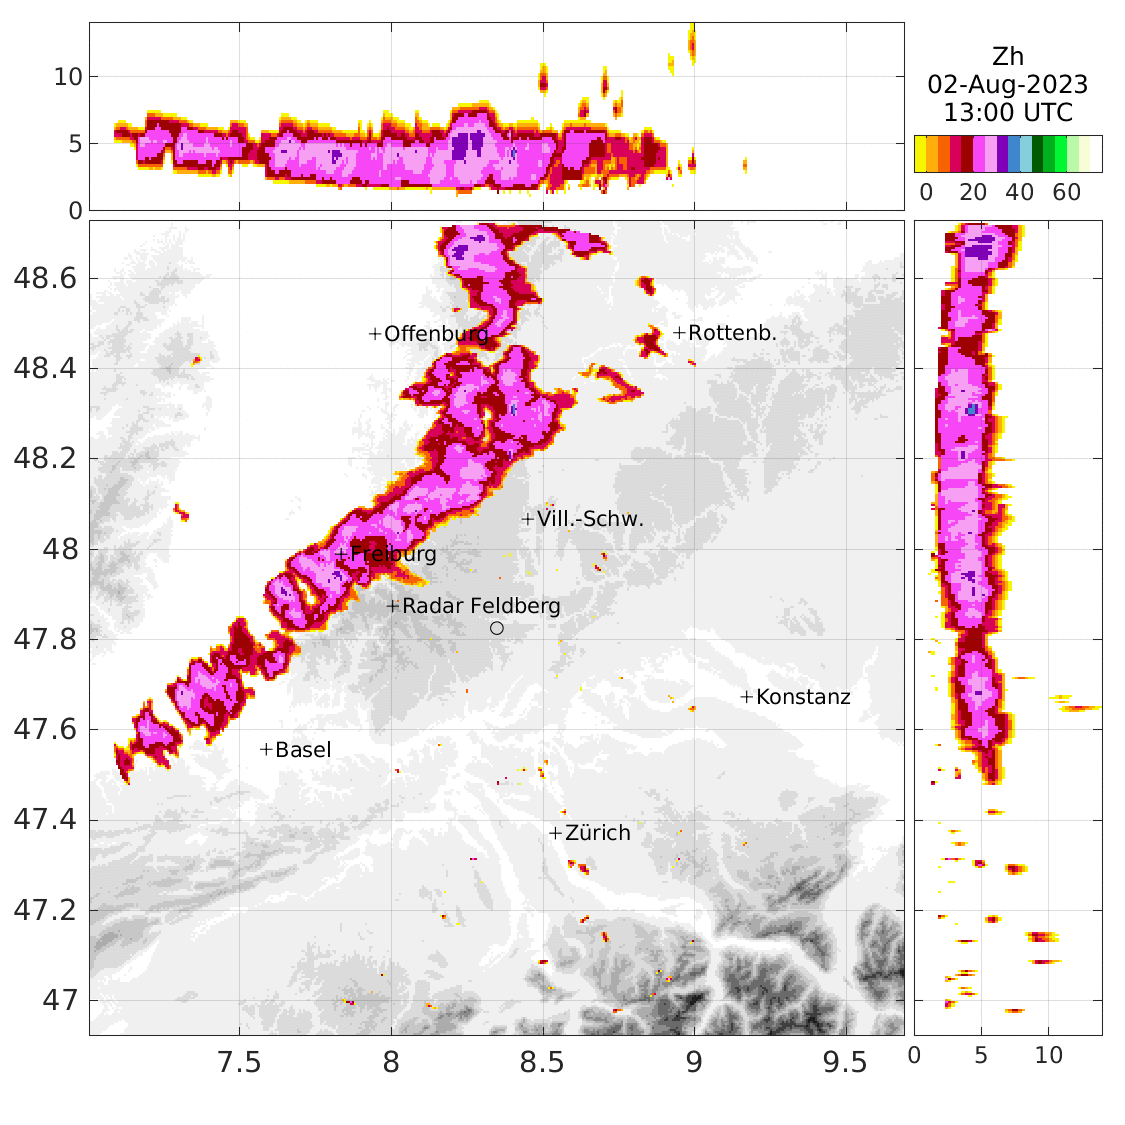 10
5
0
Zh
02-Aug-2023
13:00 UTC
0 20 40 60
48.6
48.4
48.2
48
47.8
47.6
47.4
47.2
47
+Offenburg
+Rottenb.
+Vill.-Schw.
+Freiburg
+Radar Feldberg
+Konstanz
+Basel
+Zürich
7.5 8 8.5 9 9.5
0 5 10